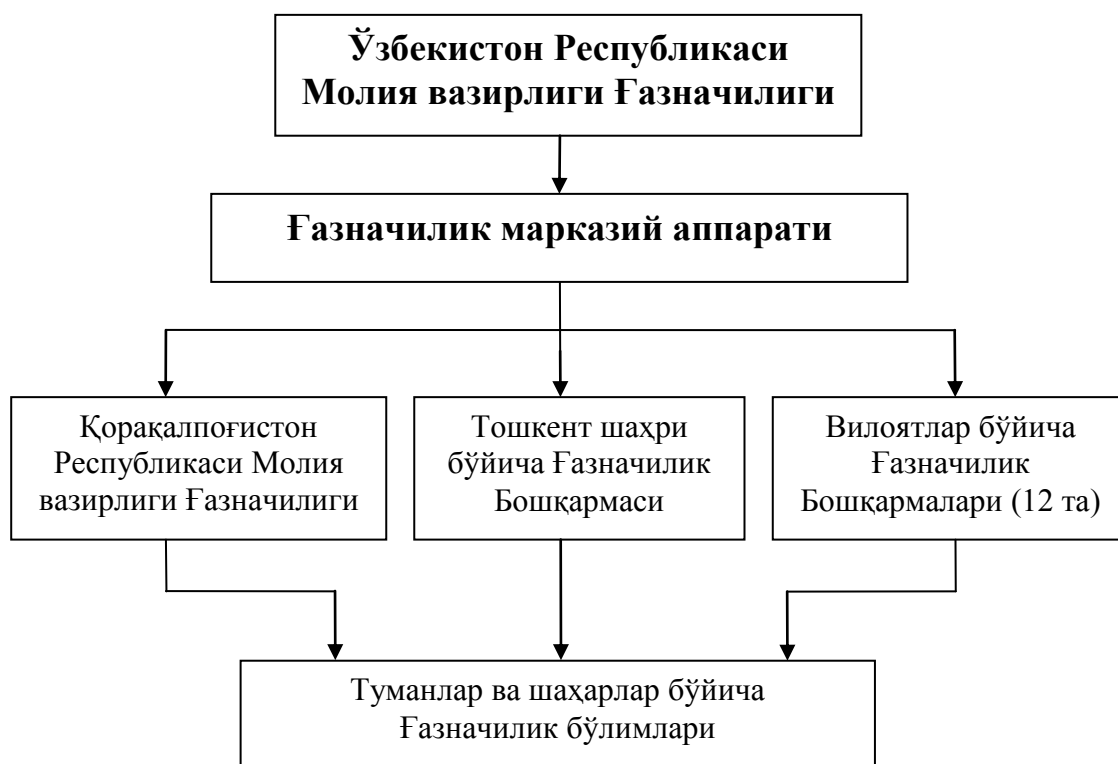 Ўзбекистон Республикаси
Молия вазирлиги Ғазначилиги
Ғазначилик марказий аппарати
Қорақалпоғистон
Республикаси Молия
вазирлиги Ғазначилиги
Тошкент шаҳри
бўйича Ғазначилик
Бошқармаси
Вилоятлар бўйича
Ғазначилик
Бошқармалари (12 та)
Туманлар ва шаҳарлар бўйича
Ғазначилик бўлимлари